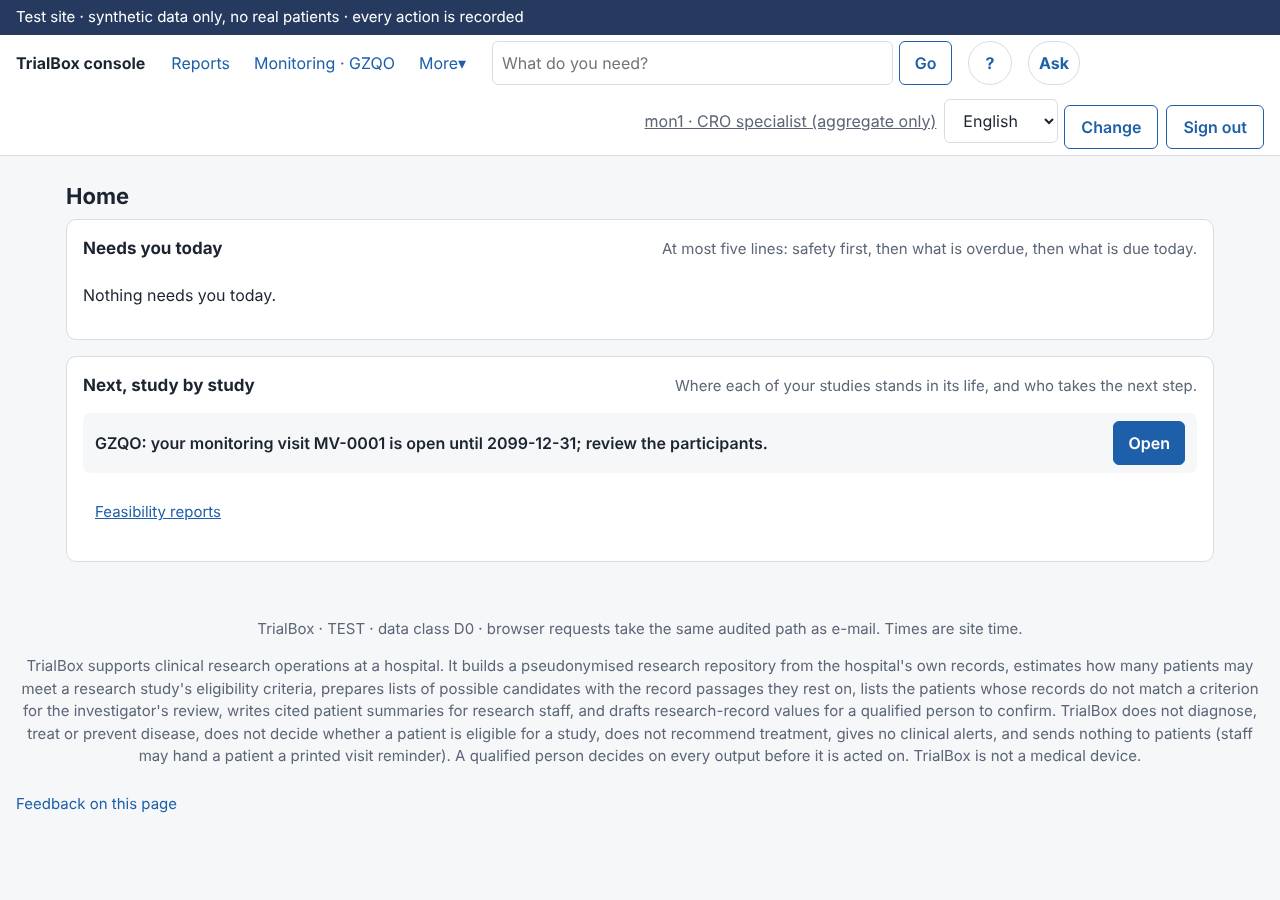 Test site · synthetic data only, no real patients · every action is recorded
TrialBox console
Reports
Monitoring · GZQO
More▾
What do you need?
Go
?
Ask
mon1 · CRO specialist (aggregate only)
English
Change
Sign out
Home
Needs you today
At most five lines: safety first, then what is overdue, then what is due today.
Nothing needs you today.
Next, study by study
Where each of your studies stands in its life, and who takes the next step.
GZQO: your monitoring visit MV-0001 is open until 2099-12-31; review the participants.
Open
Feasibility reports
TrialBox · TEST · data class D0 · browser requests take the same audited path as e-mail. Times are site time.
TrialBox supports clinical research operations at a hospital. It builds a pseudonymised research repository from the hospital's own records, estimates how many patients may
meet a research study's eligibility criteria, prepares lists of possible candidates with the record passages they rest on, lists the patients whose records do not match a criterion
for the investigator's review, writes cited patient summaries for research staff, and drafts research-record values for a qualified person to confirm. TrialBox does not diagnose,
treat or prevent disease, does not decide whether a patient is eligible for a study, does not recommend treatment, gives no clinical alerts, and sends nothing to patients (staff
may hand a patient a printed visit reminder). A qualified person decides on every output before it is acted on. TrialBox is not a medical device.
Feedback on this page